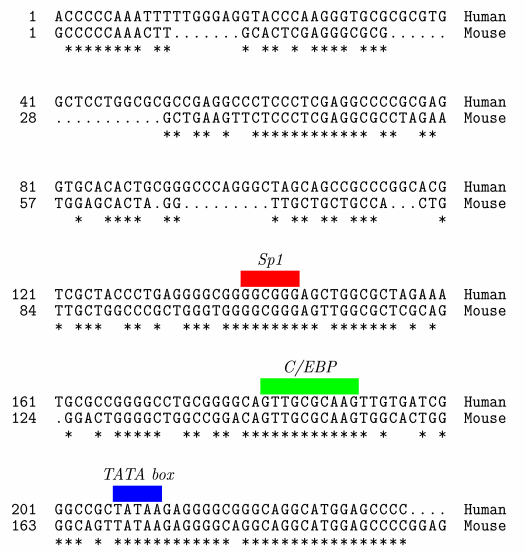 1 ACCCCCAAATTTTTGGGAGGTACCCAAGGGTGCGCGCGTG Human
1 GCCCCCAAACTT.......GCACTCGAGGGCGCG...... Mouse
******** ** * ** * **** ***
41 GCTCCTGGCGCGCCGAGGCCCTCCCTCGAGGCCCCGCGAG Human
28 ...........GCTGAAGTTCTCCCTCGAGGCGCCTAGAA Mouse
** ** * ************ ** **
81 GTGCACACTGCGGGCCCAGGGCTAGCAGCCGCCCGGCACG Human
57 TGGAGCACTA.GG.........TTGCTGCTGCCA...CTG Mouse
* **** ** * ** ** *** *
Sp1
121 TCGCTACCCTGAGGGGCGGGGCGGGAGCTGGCGCTAGAAA Human
84 TTGCTGGCCCGCTGGGTGGGGCGGGAGTTGGCGCTCGCAG Mouse
* *** ** * *** ********** ******* * *
C/EBP
161 TGCGCCGGGGCCTGCGGGGCAGTTGCGCAAGTTGTGATCG Human
124 .GGACTGGGGCTGGCCGGACAGTTGCGCAAGTGGCACTGG Mouse
* * ***** ** ** ************* * * *
TATA box
201 GGCCGCTATAAGAGGGGCGGGCAGGCATGGAGCCCC.... Human
163 GGCAGTTATAAGAGGGGCAGGCAGGCATGGAGCCCCGGAG Mouse
*** * ************ *****************